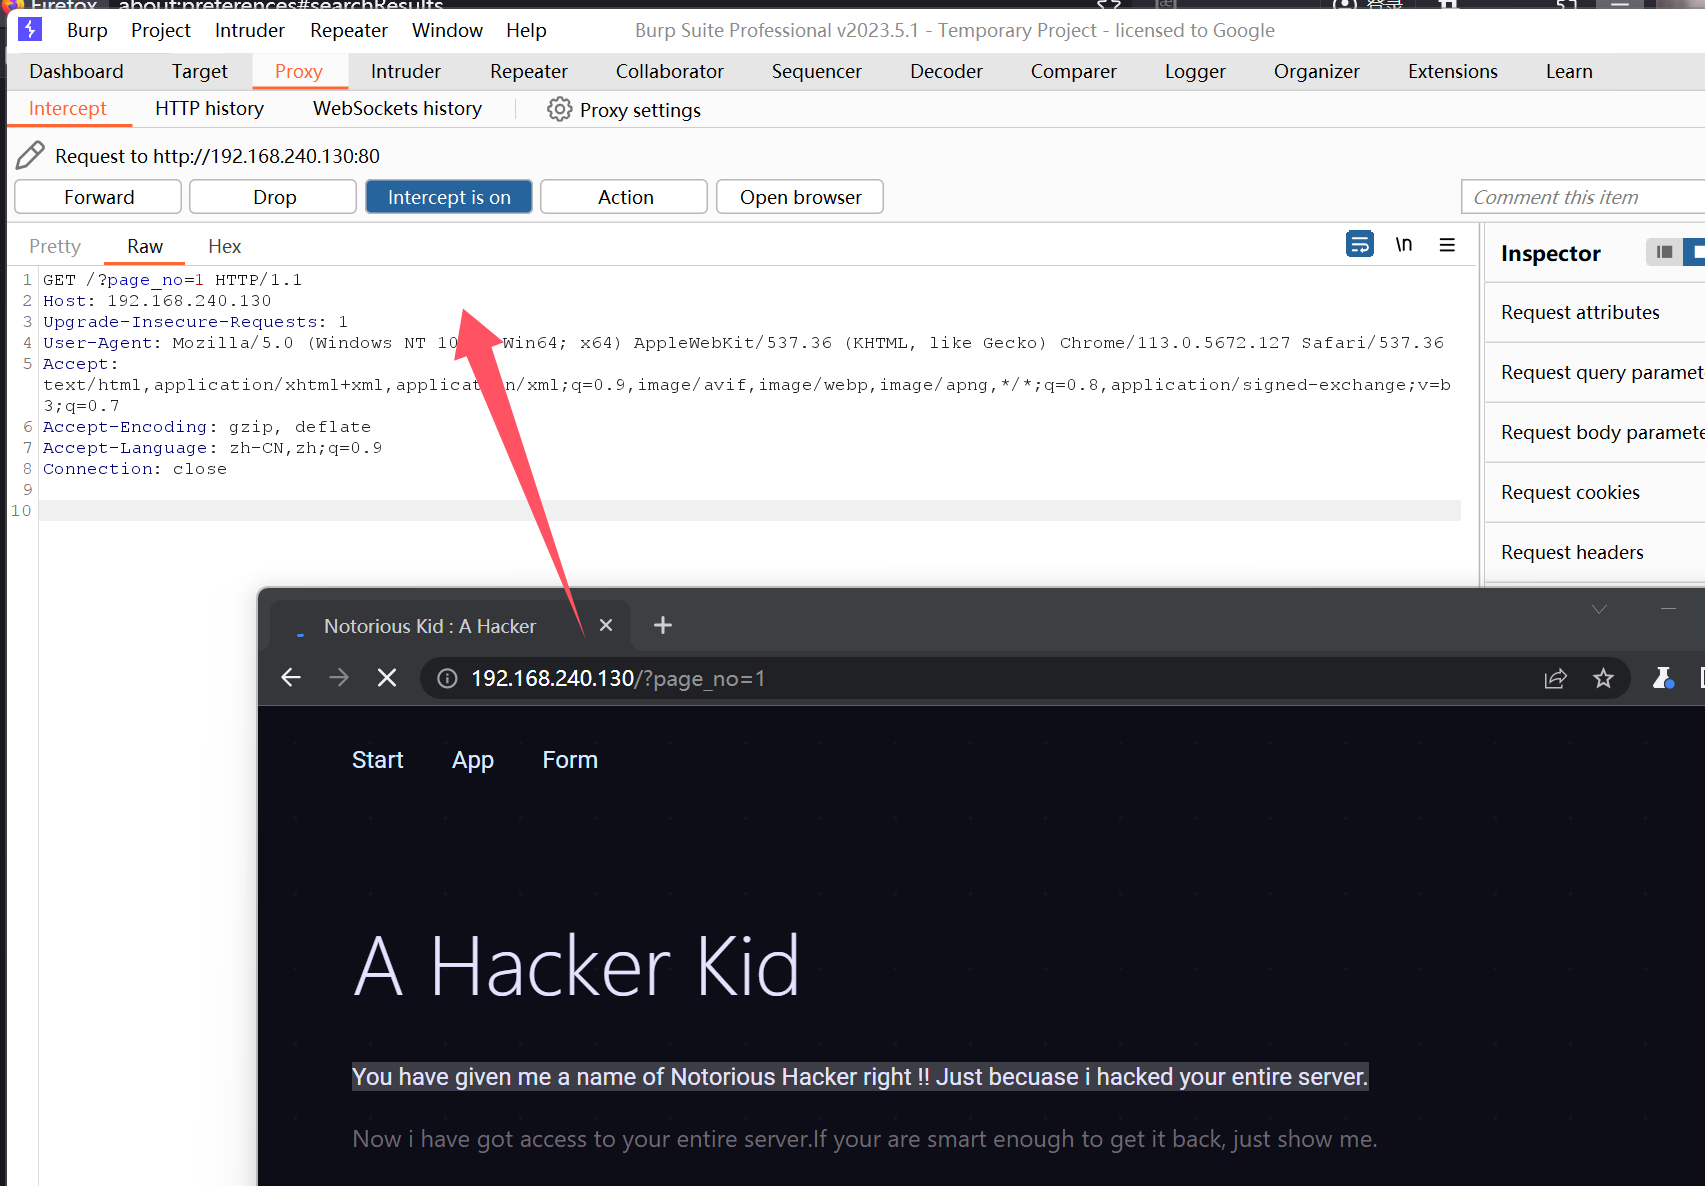 Firefox about:preferences#searchResults
登录
Burp Project Intruder Repeater Window Help Burp Suite Professional v2023.5.1 - Temporary Project - licensed to Google
Dashboard Target Proxy Intruder Repeater Collaborator Sequencer Decoder Comparer Logger Organizer Extensions Learn
Intercept HTTP history WebSockets history Proxy settings
Request to http://192.168.240.130:80
Forward Drop Intercept is on Action Open browser Comment this item
Pretty Raw Hex \n
Inspector
1 GET /?page_no=1 HTTP/1.1
2 Host: 192.168.240.130
3 Upgrade-Insecure-Requests: 1
4 User-Agent: Mozilla/5.0 (Windows NT 10 Win64; x64) AppleWebKit/537.36 (KHTML, like Gecko) Chrome/113.0.5672.127 Safari/537.36
5 Accept:
text/html,application/xhtml+xml,application/xml;q=0.9,image/avif,image/webp,image/apng,*/*;q=0.8,application/signed-exchange;v=b
3;q=0.7
6 Accept-Encoding: gzip, deflate
7 Accept-Language: zh-CN,zh;q=0.9
8 Connection: close
9
10
Request attributes
Request query paramet
Request body paramete
Request cookies
Request headers
Notorious Kid : A Hacker
192.168.240.130/?page_no=1
Start App Form
A Hacker Kid
You have given me a name of Notorious Hacker right !! Just becuase i hacked your entire server.
Now i have got access to your entire server.If your are smart enough to get it back, just show me.